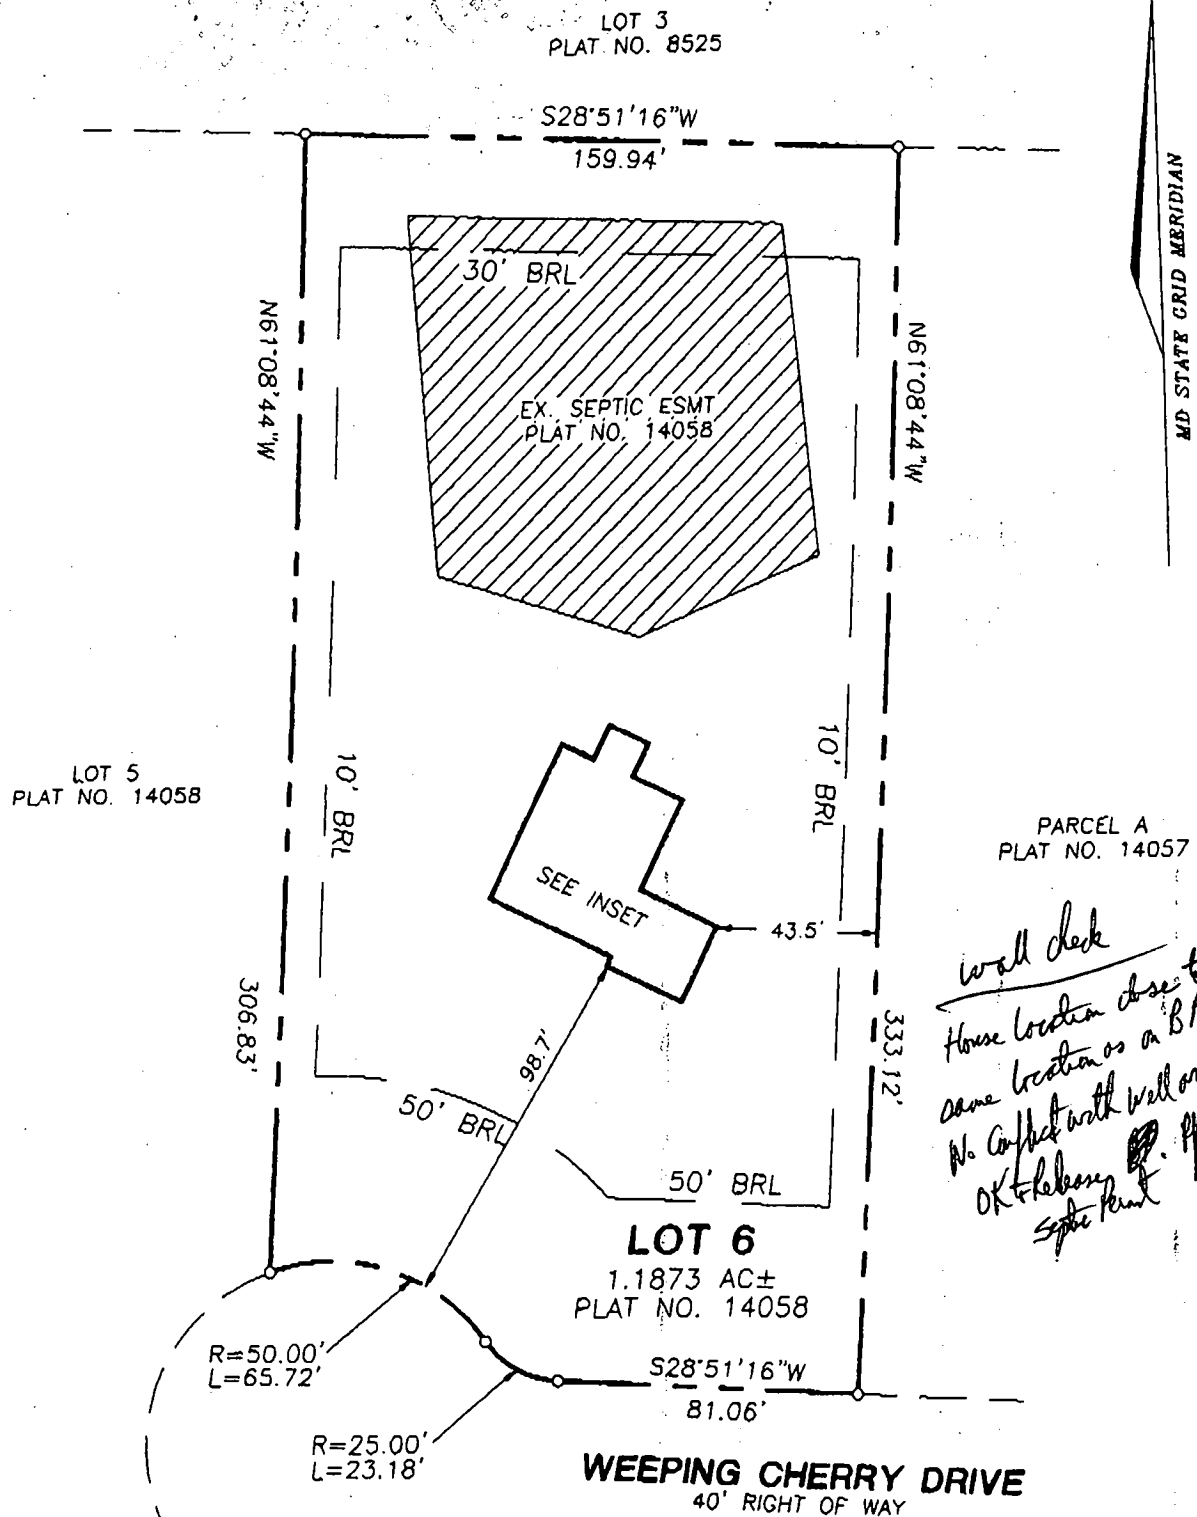 LOT 3
PLAT NO. 8525
S28°51'16"W
159.94'
MD STATE GRID MERIDIAN
30' BRL
N61°08'44"W
N61°08'44"W
EX. SEPTIC ESMT
PLAT NO. 14058
LOT 5
PLAT NO. 14058
10' BRL
10' BRL
PARCEL A
PLAT NO. 14057
SEE INSET
43.5'
wall check
House location close to
same location as on B
No Conflict with well or
OK to Release
Septic Permit
306.83'
98.7'
333.12'
50' BRL
50' BRL
LOT 6
1.1873 AC±
PLAT NO. 14058
R=50.00'
L=65.72'
S28°51'16"W
81.06'
R=25.00'
L=23.18'
WEEPING CHERRY DRIVE
40' RIGHT OF WAY